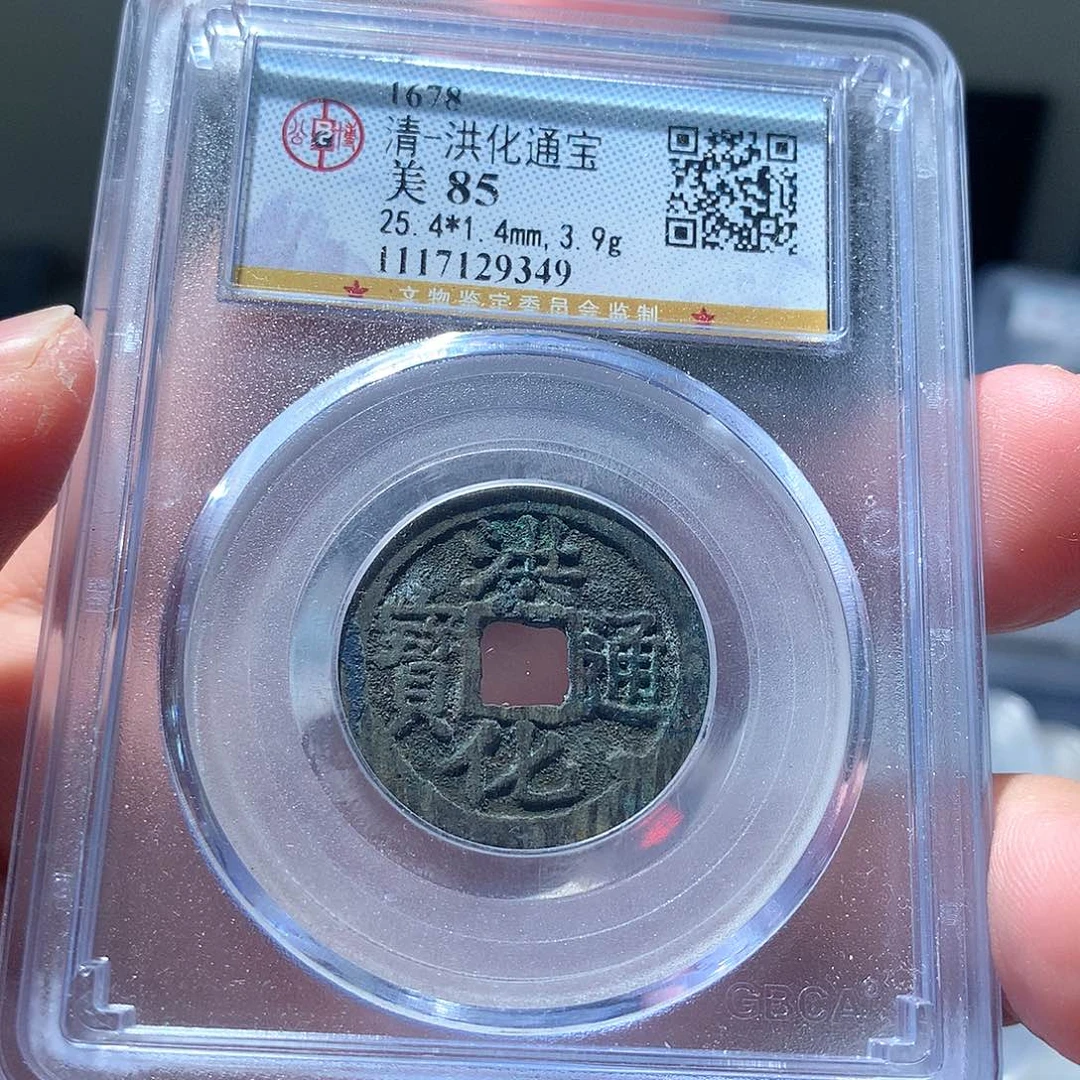 1678
清-洪化通宝
美 85
25.4*1.4mm, 3.9g
1117129349
文物鉴定委员会监制
洪化通寳
GBCA